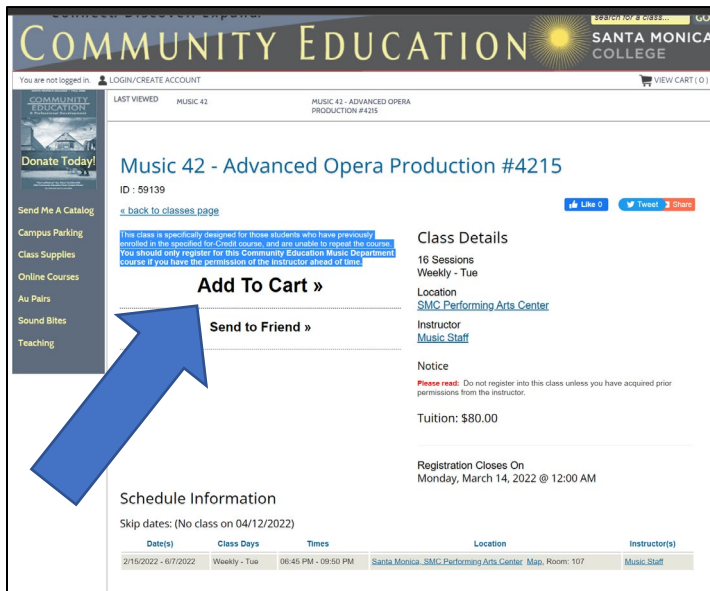 Connect. Discover. Expand.
search for a class... GO
COMMUNITY EDUCATION
SANTA MONICA
COLLEGE
You are not logged in. LOGIN/CREATE ACCOUNT VIEW CART ( 0 )
COMMUNITY
EDUCATION
LAST VIEWED MUSIC 42 MUSIC 42 - ADVANCED OPERA
PRODUCTION #4215
Donate Today!
Send Me A Catalog
Campus Parking
Class Supplies
Online Courses
Au Pairs
Sound Bites
Teaching
Music 42 - Advanced Opera Production #4215
ID : 59139
« back to classes page
Like 0 Tweet Share
This class is specifically designed for those students who have previously
enrolled in the specified for-Credit course, and are unable to repeat the course.
You should only register for this Community Education Music Department
course if you have the permission of the instructor ahead of time.
Add To Cart »
Send to Friend »
Class Details
16 Sessions
Weekly - Tue
Location
SMC Performing Arts Center
Instructor
Music Staff
Notice
Please read: Do not register into this class unless you have acquired prior
permissions from the instructor.
Tuition: $80.00
Registration Closes On
Monday, March 14, 2022 @ 12:00 AM
Schedule Information
Skip dates: (No class on 04/12/2022)
Date(s) Class Days Times Location Instructor(s)
2/15/2022 - 6/7/2022 Weekly - Tue 06:45 PM - 09:50 PM Santa Monica, SMC Performing Arts Center Map, Room: 107 Music Staff